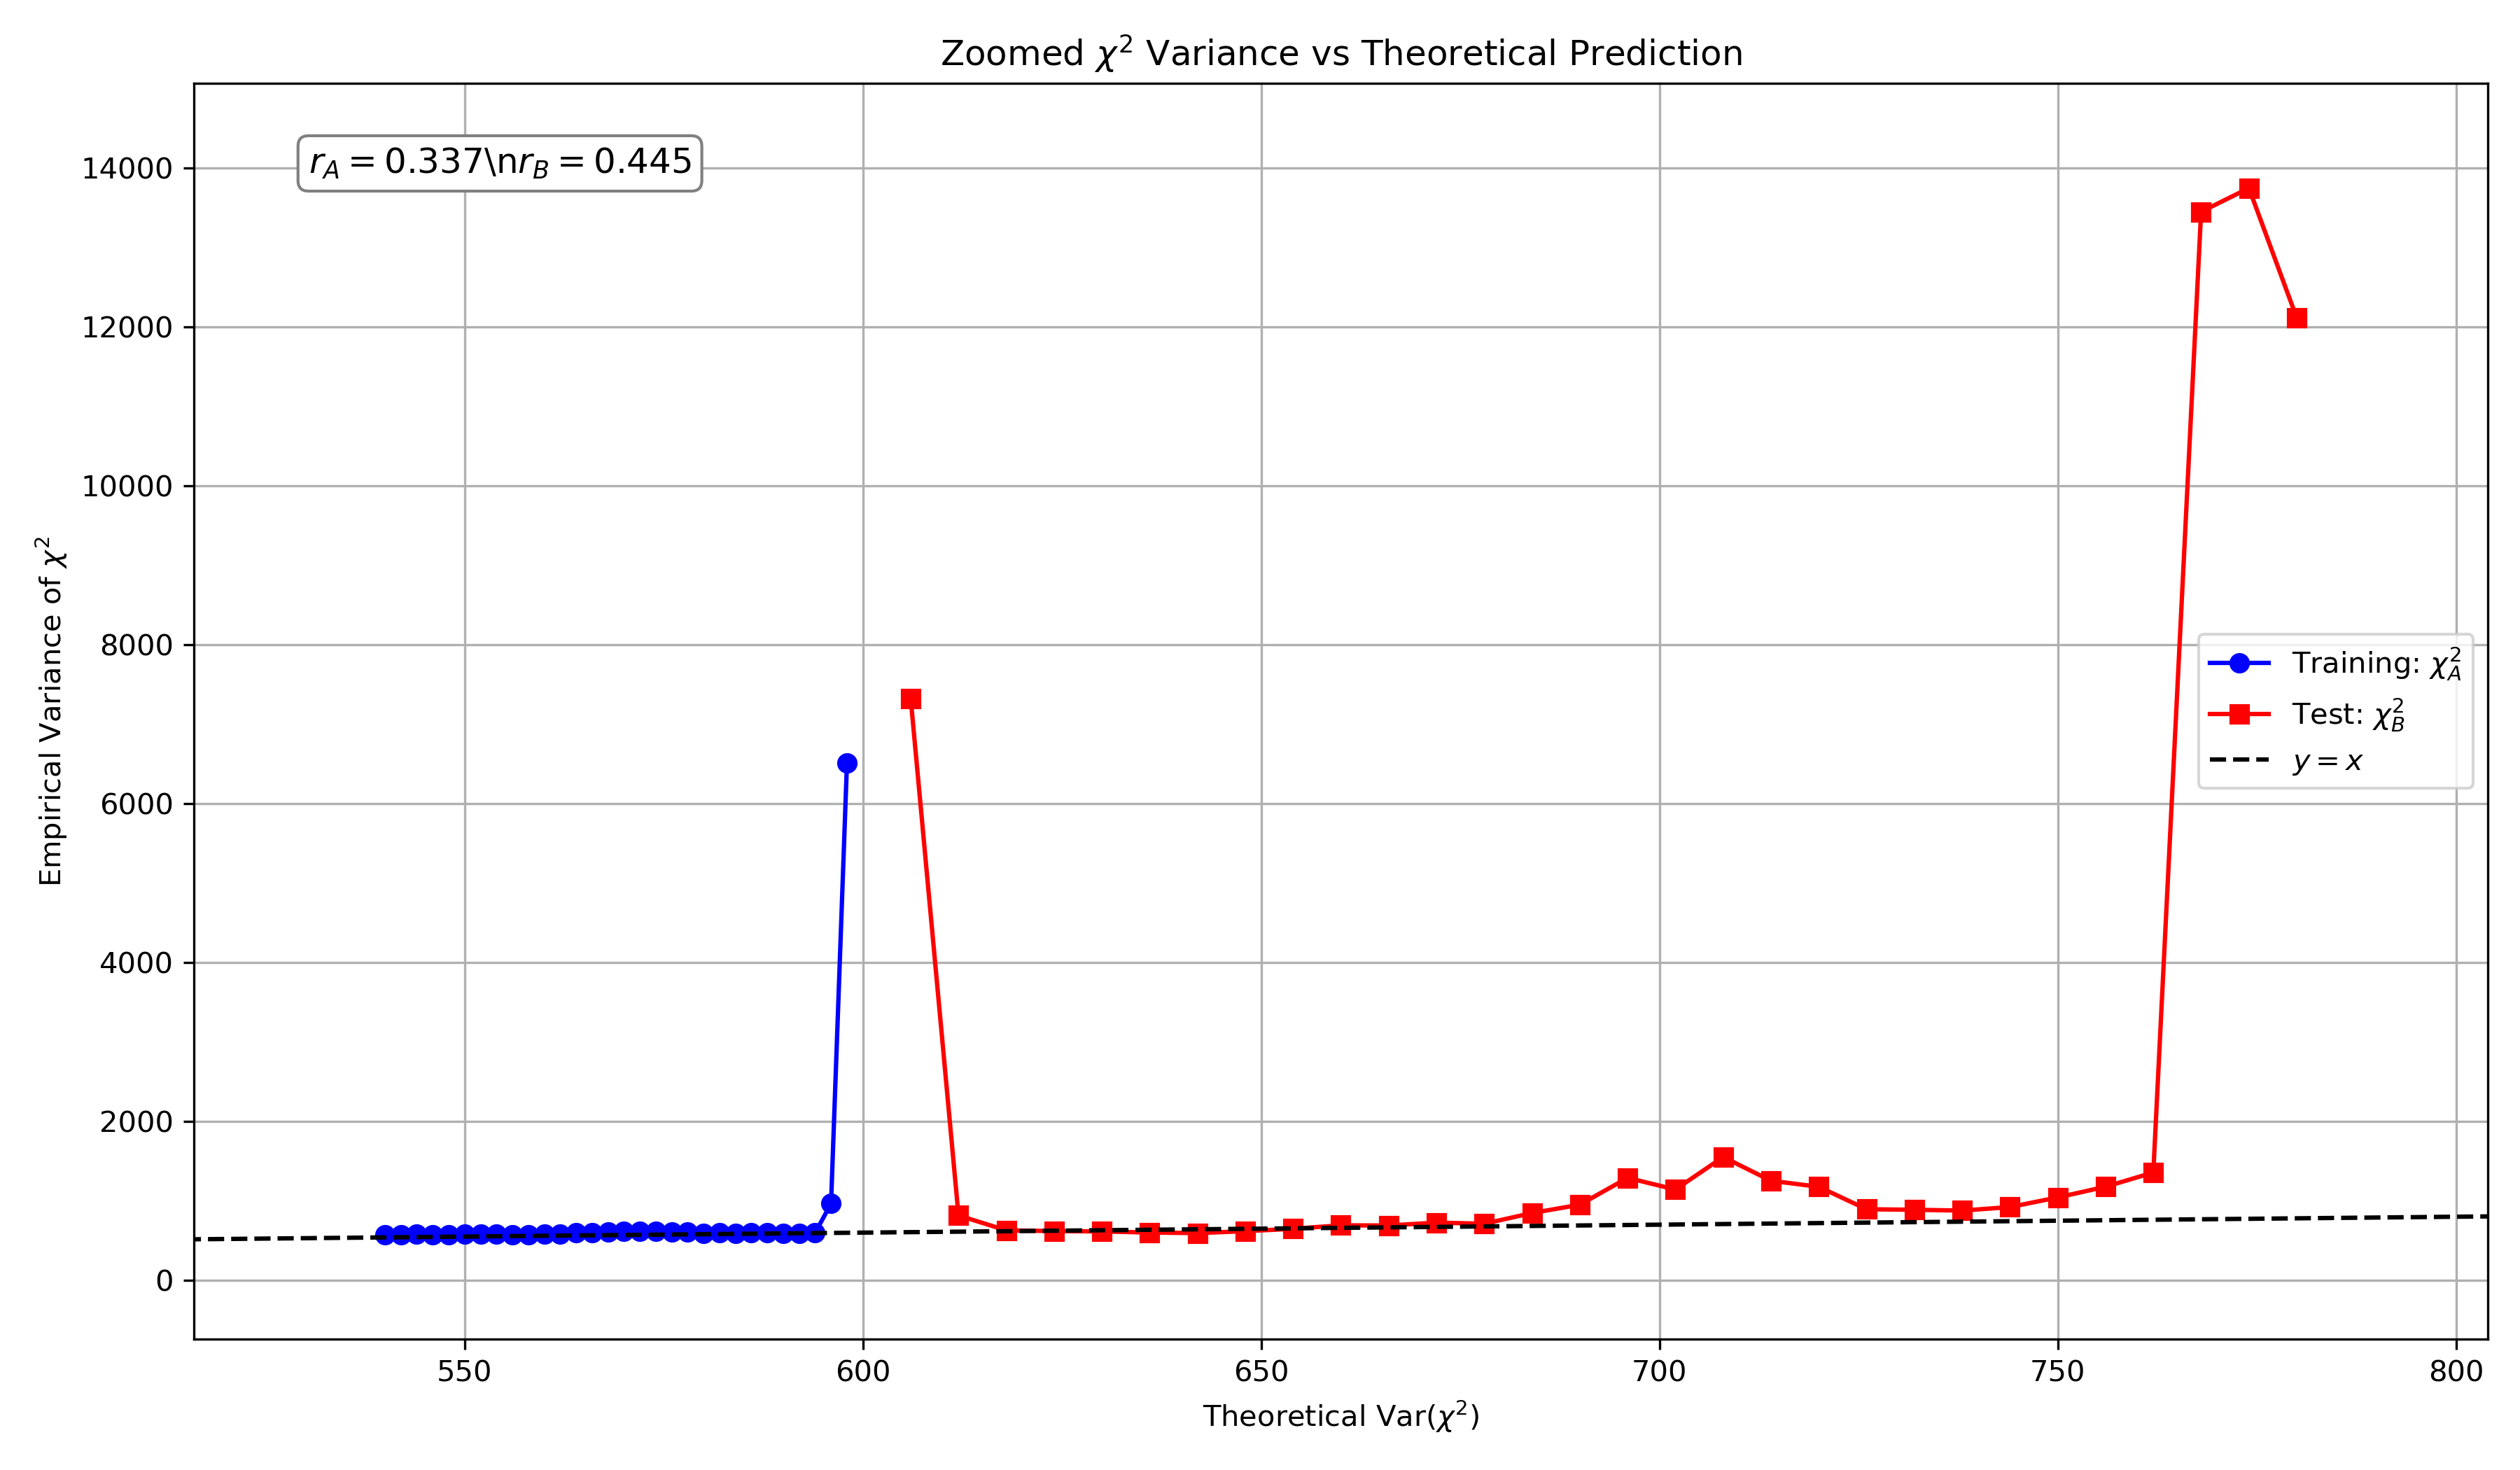 Zoomed χ² Variance vs Theoretical Prediction
r_A = 0.337\nr_B = 0.445
14000
12000
10000
8000
6000
4000
2000
0
Empirical Variance of χ²
Training: χ²_A
Test: χ²_B
y = x
550 600 650 700 750 800
Theoretical Var(χ²)